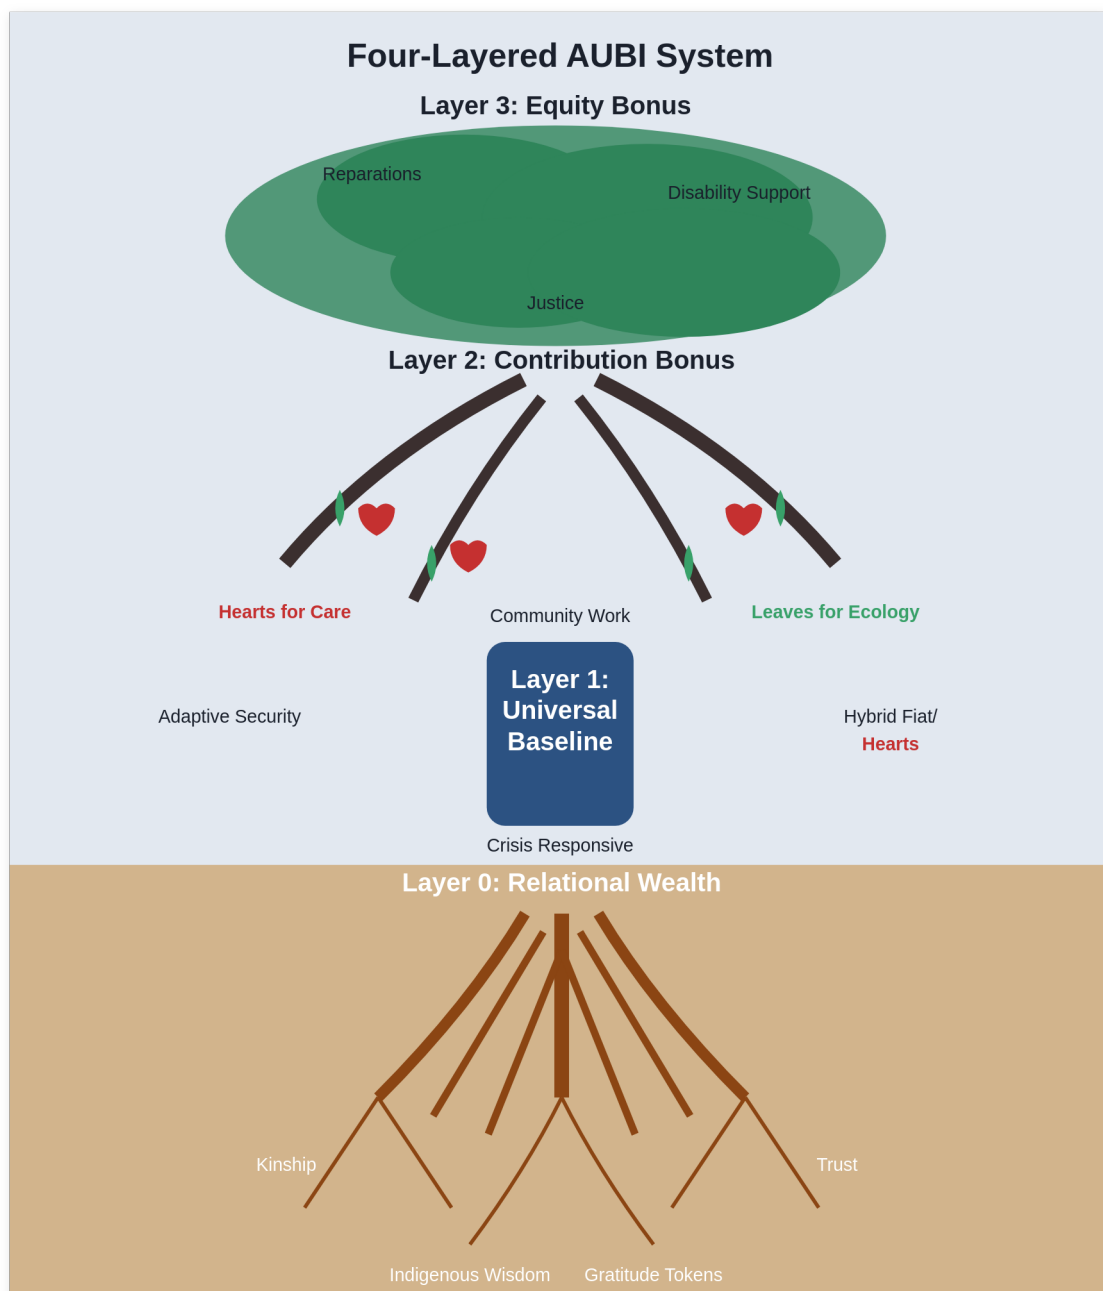 Four-Layered AUBI System
Layer 3: Equity Bonus
Reparations
Disability Support
Justice
Layer 2: Contribution Bonus
Hearts for Care
Community Work
Leaves for Ecology
Layer 1:
Universal
Baseline
Adaptive Security
Hybrid Fiat/
Hearts
Crisis Responsive
Layer 0: Relational Wealth
Kinship
Trust
Indigenous Wisdom
Gratitude Tokens